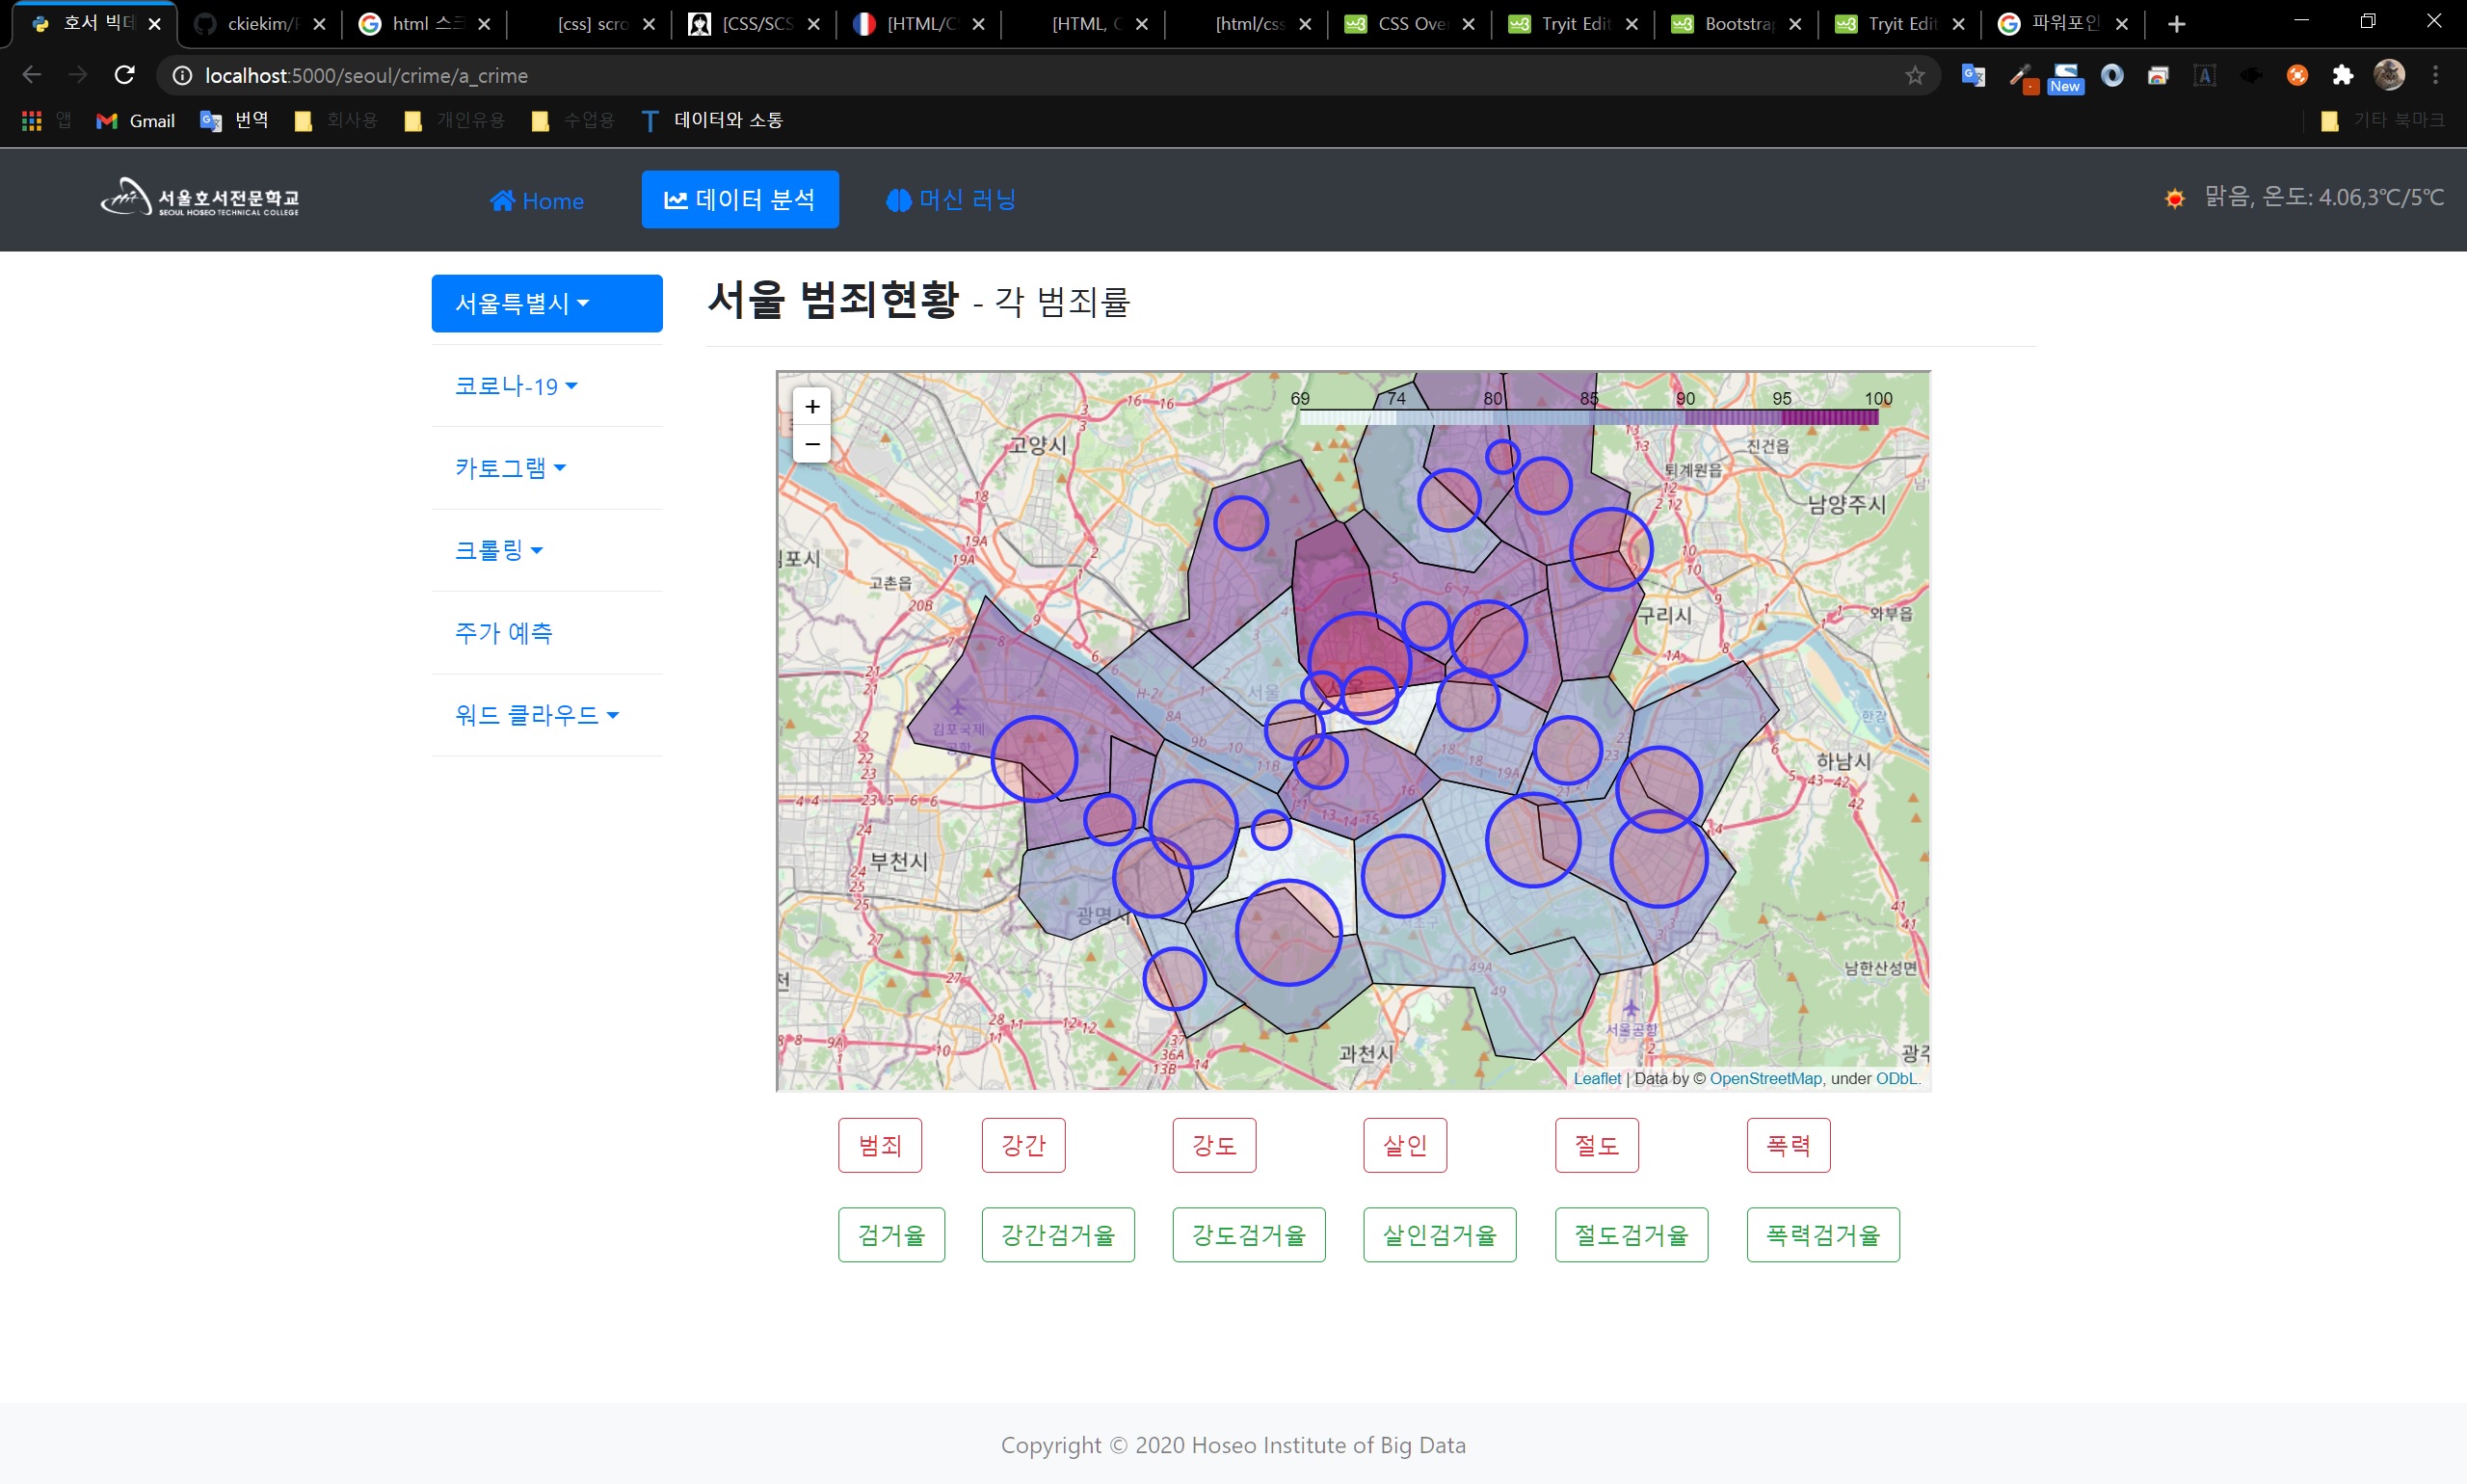 호서 빅데
ckiekim/F
html 스크
[css] scro
[CSS/SCS
[HTML/C
[HTML, C
[html/css
CSS Over
Tryit Edit
Bootstrap
Tryit Edit
파워포인
localhost:5000/seoul/crime/a_crime
New
앱
Gmail
번역
회사용
개인유용
수업용
데이터와 소통
기타 북마크
서울호서전문학교
SEOUL HOSEO TECHNICAL COLLEGE
Home
데이터 분석
머신 러닝
맑음, 온도: 4.06,3℃/5℃
서울특별시
코로나-19
카토그램
크롤링
주가 예측
워드 클라우드
서울 범죄현황 - 각 범죄률
+
−
69 74 80 85 90 95 100
고양시
진건읍
퇴계원읍
남양주시
고촌읍
구리시
와부읍
서울
김포국제
공항
한강
하남시
부천시
광명시
남한산성면
서울공항
과천시
Leaflet | Data by © OpenStreetMap, under ODbL.
범죄
강간
강도
살인
절도
폭력
검거율
강간검거율
강도검거율
살인검거율
절도검거율
폭력검거율
Copyright © 2020 Hoseo Institute of Big Data